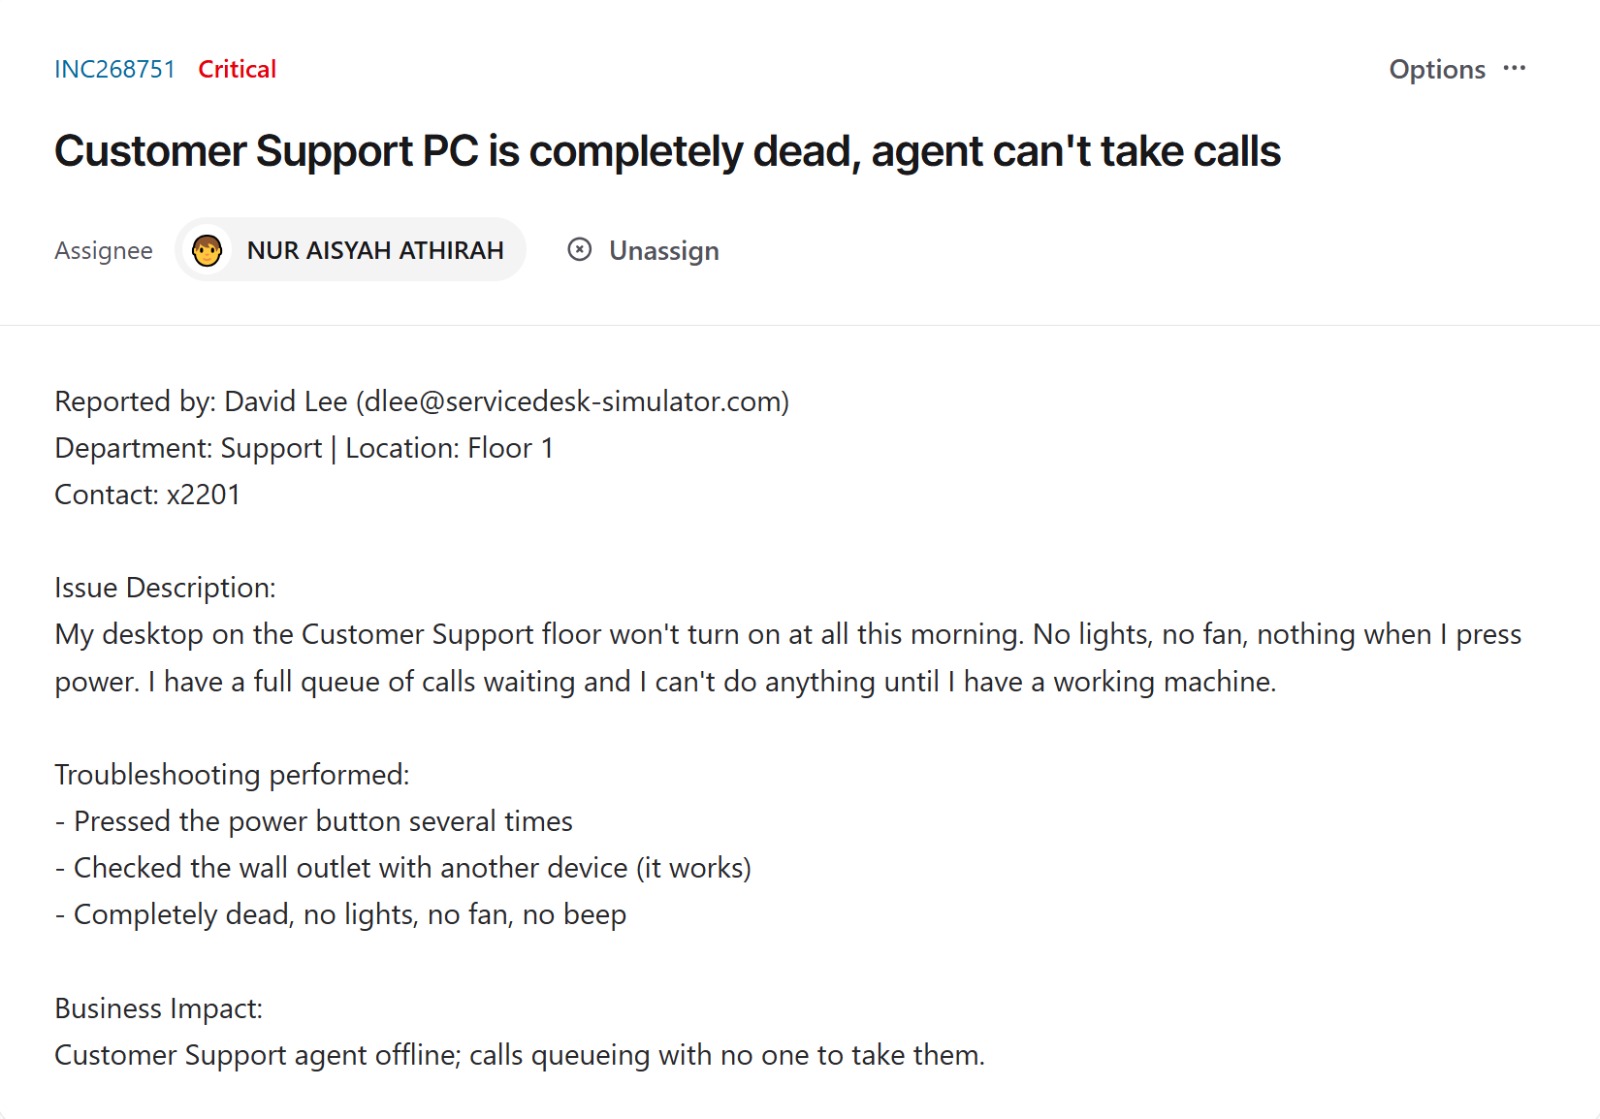 INC268751 Critical Options ···
Customer Support PC is completely dead, agent can't take calls
Assignee NUR AISYAH ATHIRAH Unassign
Reported by: David Lee (dlee@servicedesk-simulator.com)
Department: Support | Location: Floor 1
Contact: x2201
Issue Description:
My desktop on the Customer Support floor won't turn on at all this morning. No lights, no fan, nothing when I press
power. I have a full queue of calls waiting and I can't do anything until I have a working machine.
Troubleshooting performed:
- Pressed the power button several times
- Checked the wall outlet with another device (it works)
- Completely dead, no lights, no fan, no beep
Business Impact:
Customer Support agent offline; calls queueing with no one to take them.